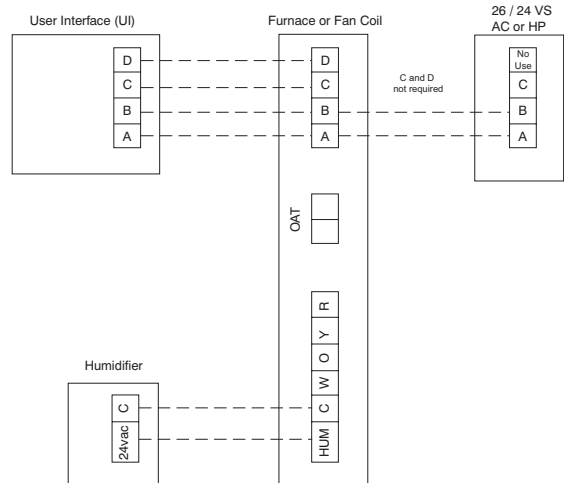 User Interface (UI)
Furnace or Fan Coil
26 / 24 VS
AC or HP
D
C
B
A
D
C
B
A
C and D
not required
No
Use
C
B
A
OAT
R
Y
O
W
C
HUM
Humidifier
C
24vac